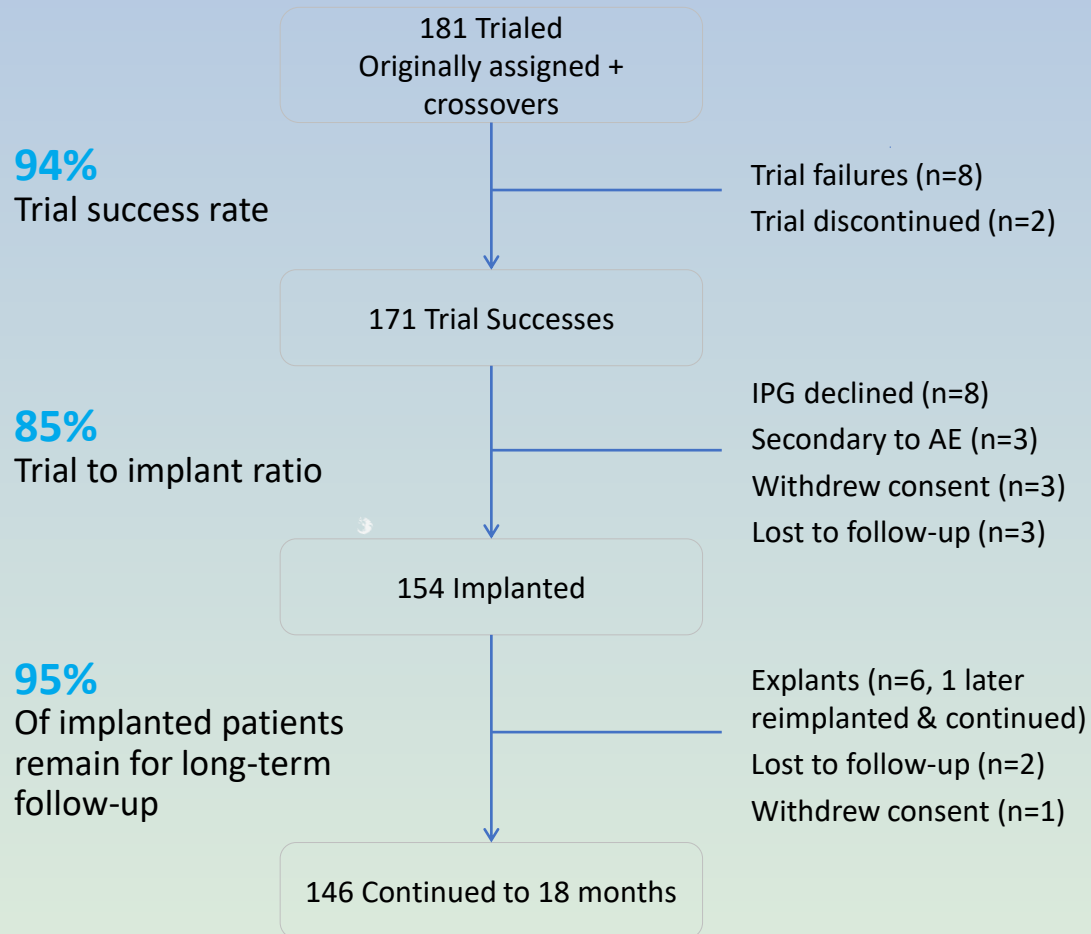 181 Trialed
Originally assigned +
crossovers
94%
Trial success rate
Trial failures (n=8)
Trial discontinued (n=2)
171 Trial Successes
85%
Trial to implant ratio
IPG declined (n=8)
Secondary to AE (n=3)
Withdrew consent (n=3)
Lost to follow-up (n=3)
154 Implanted
95%
Of implanted patients
remain for long-term
follow-up
Explants (n=6, 1 later
reimplanted & continued)
Lost to follow-up (n=2)
Withdrew consent (n=1)
146 Continued to 18 months